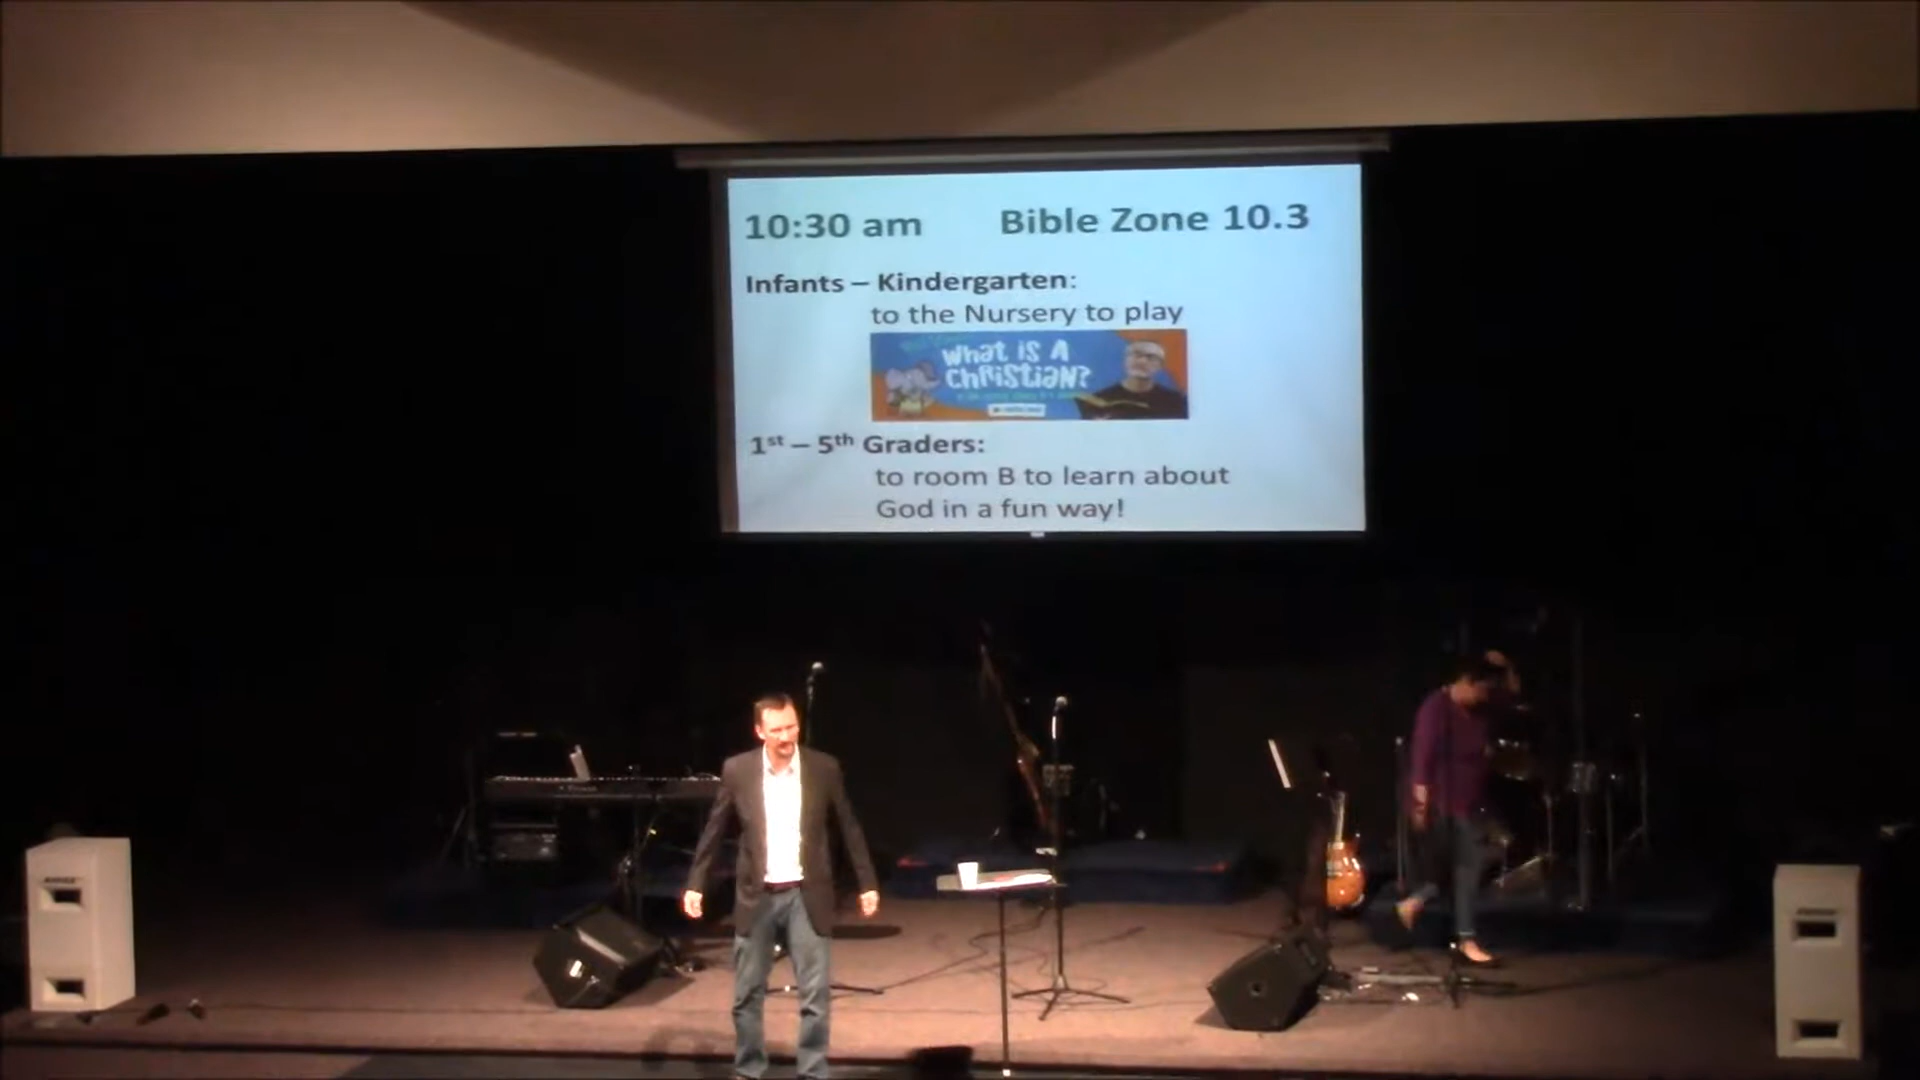 10:30 am Bible Zone 10.3
Infants – Kindergarten:
to the Nursery to play
What is A
Christian?
1st – 5th Graders:
to room B to learn about
God in a fun way!